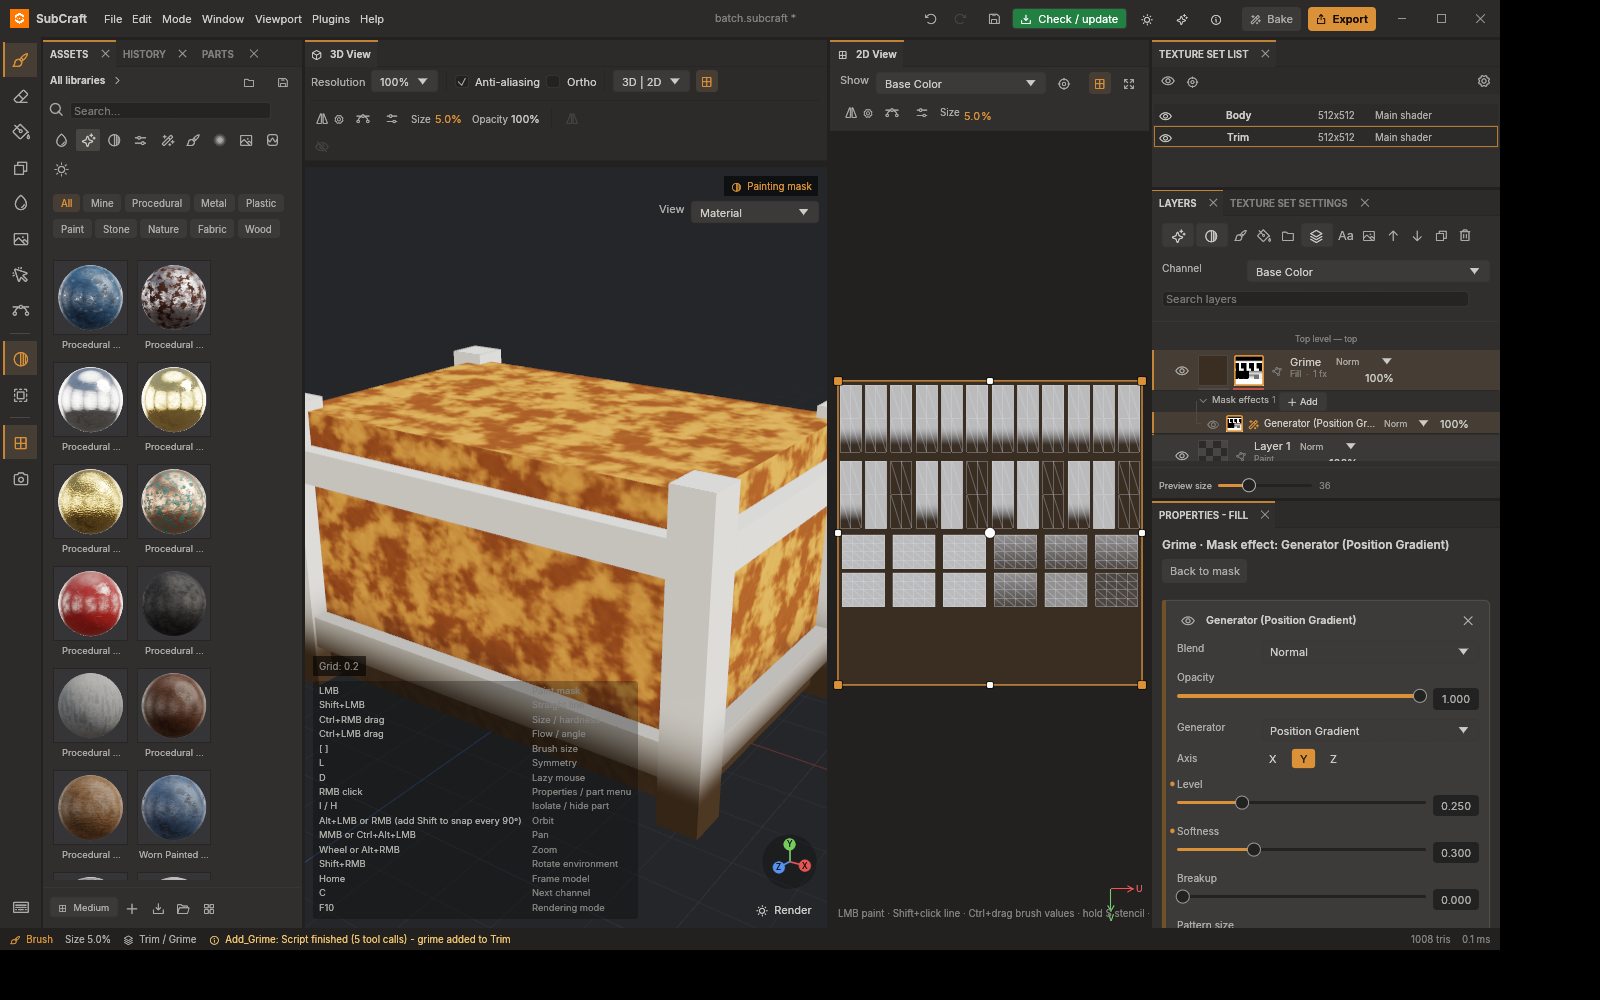 SubCraft File Edit Mode Window Viewport Plugins Help
batch.subcraft *
Check / update
Bake
Export
ASSETS
HISTORY
PARTS
All libraries
Search...
All Mine Procedural Metal Plastic
Paint Stone Nature Fabric Wood
Procedural ... Procedural ...
Procedural ... Procedural ...
Procedural ... Procedural ...
Procedural ... Procedural ...
Procedural ... Procedural ...
Procedural ... Worn Painted ...
Medium
3D View
Resolution 100% Anti-aliasing Ortho 3D | 2D
Size 5.0% Opacity 100%
Painting mask
View Material
Grid: 0.2
LMB Paint mask
Shift+LMB
Ctrl+RMB drag Size / hardness
Ctrl+LMB drag Flow / angle
[ ] Brush size
L Symmetry
D Lazy mouse
RMB click Properties / part menu
I / H Isolate / hide part
Alt+LMB or RMB (add Shift to snap every 90°) Orbit
MMB or Ctrl+Alt+LMB Pan
Wheel or Alt+RMB Zoom
Shift+RMB Rotate environment
Home Frame model
C Next channel
F10 Rendering mode
Y
Z
X
Render
2D View
Show Base Color
Size 5.0%
U
V
LMB paint · Shift+click line · Ctrl+drag brush values · hold S stencil ·
TEXTURE SET LIST
Body 512x512 Main shader
Trim 512x512 Main shader
LAYERS
TEXTURE SET SETTINGS
Aa
Channel Base Color
Search layers
Top level — top
Grime Norm
Fill · 1 fx 100%
Mask effects 1 + Add
Generator (Position Gr... Norm 100%
Layer 1 Norm
Paint 100%
Preview size 36
PROPERTIES - FILL
Grime · Mask effect: Generator (Position Gradient)
Back to mask
Generator (Position Gradient)
Blend Normal
Opacity
1.000
Generator Position Gradient
Axis X Y Z
Level
0.250
Softness
0.300
Breakup
0.000
Pattern size
Brush Size 5.0% Trim / Grime Add_Grime: Script finished (5 tool calls) - grime added to Trim
1008 tris 0.1 ms